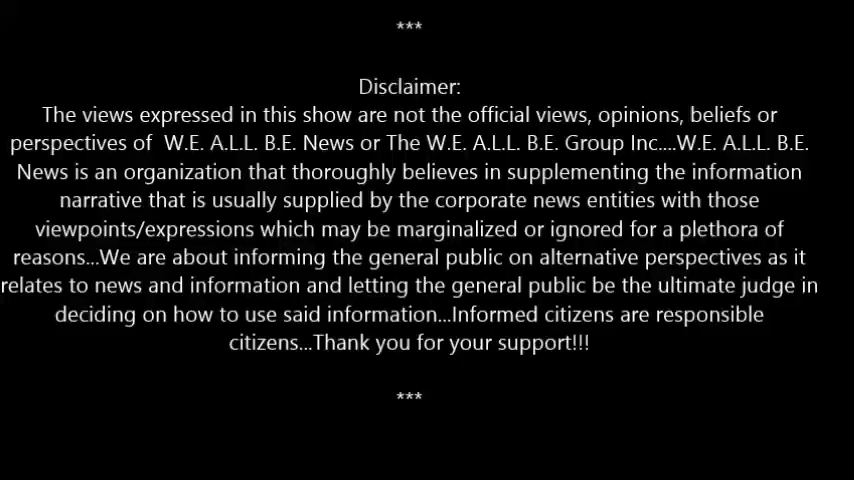 ***
Disclaimer:
The views expressed in this show are not the official views, opinions, beliefs or
perspectives of  W.E. A.L.L. B.E. News or The W.E. A.L.L. B.E. Group Inc....W.E. A.L.L. B.E.
News is an organization that thoroughly believes in supplementing the information
narrative that is usually supplied by the corporate news entities with those
viewpoints/expressions which may be marginalized or ignored for a plethora of
reasons...We are about informing the general public on alternative perspectives as it
relates to news and information and letting the general public be the ultimate judge in
deciding on how to use said information...Informed citizens are responsible
citizens...Thank you for your support!!!
***